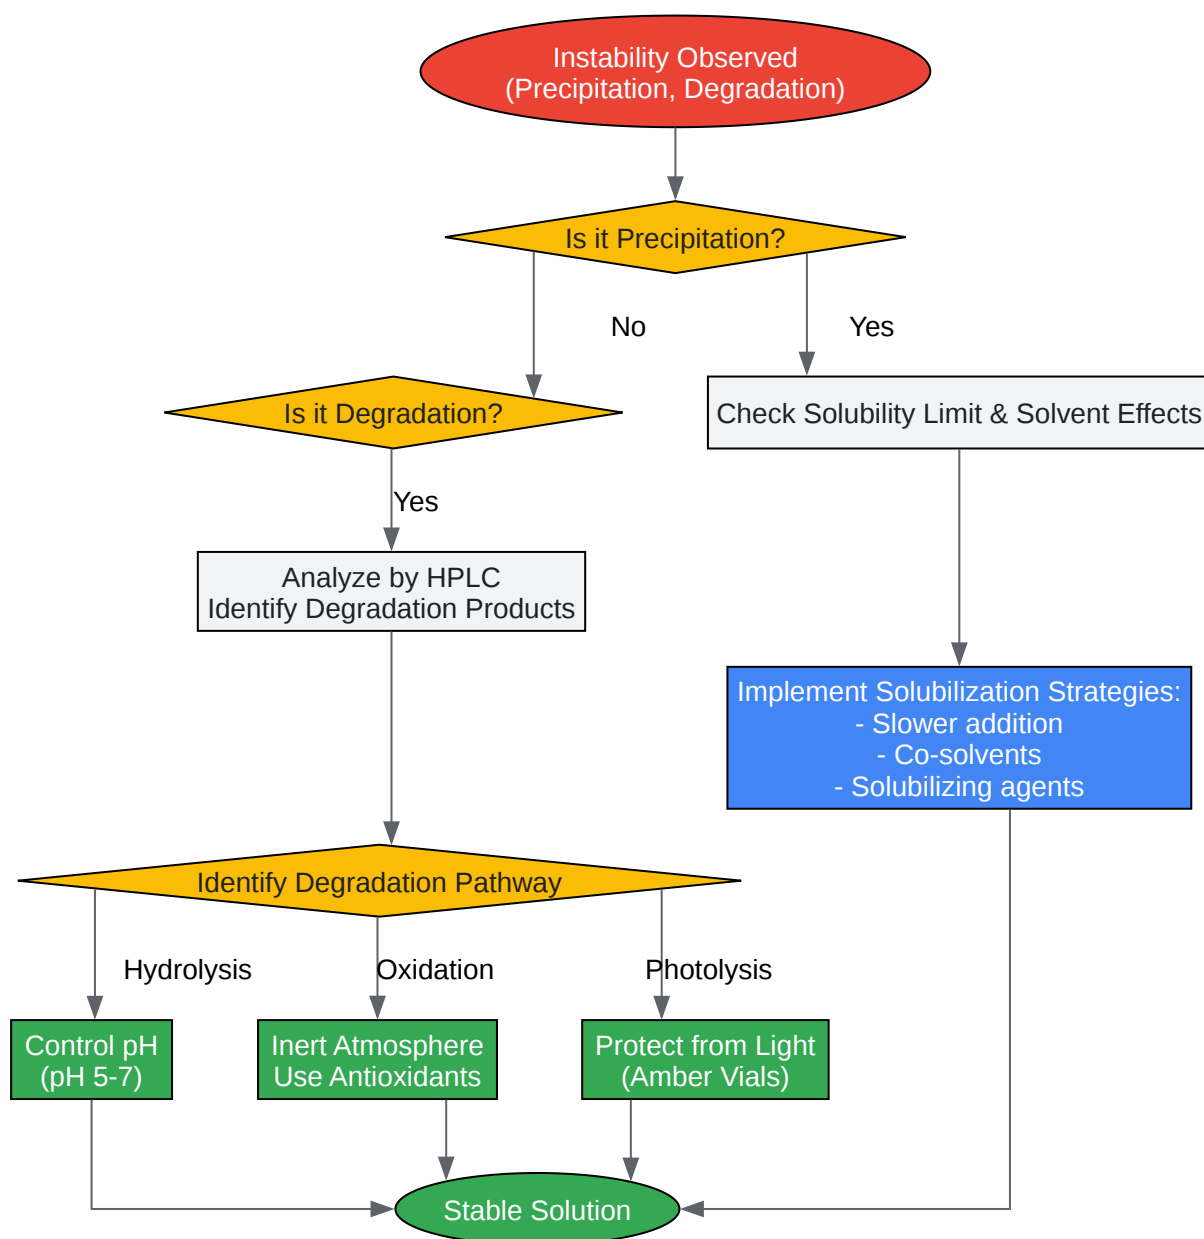 Instability Observed
(Precipitation, Degradation)
Is it Precipitation?
No
Yes
Is it Degradation?
Check Solubility Limit & Solvent Effects
Yes
Analyze by HPLC
Identify Degradation Products
Implement Solubilization Strategies:
- Slower addition
- Co-solvents
- Solubilizing agents
Identify Degradation Pathway
Hydrolysis
Oxidation
Photolysis
Control pH
(pH 5-7)
Inert Atmosphere
Use Antioxidants
Protect from Light
(Amber Vials)
Stable Solution